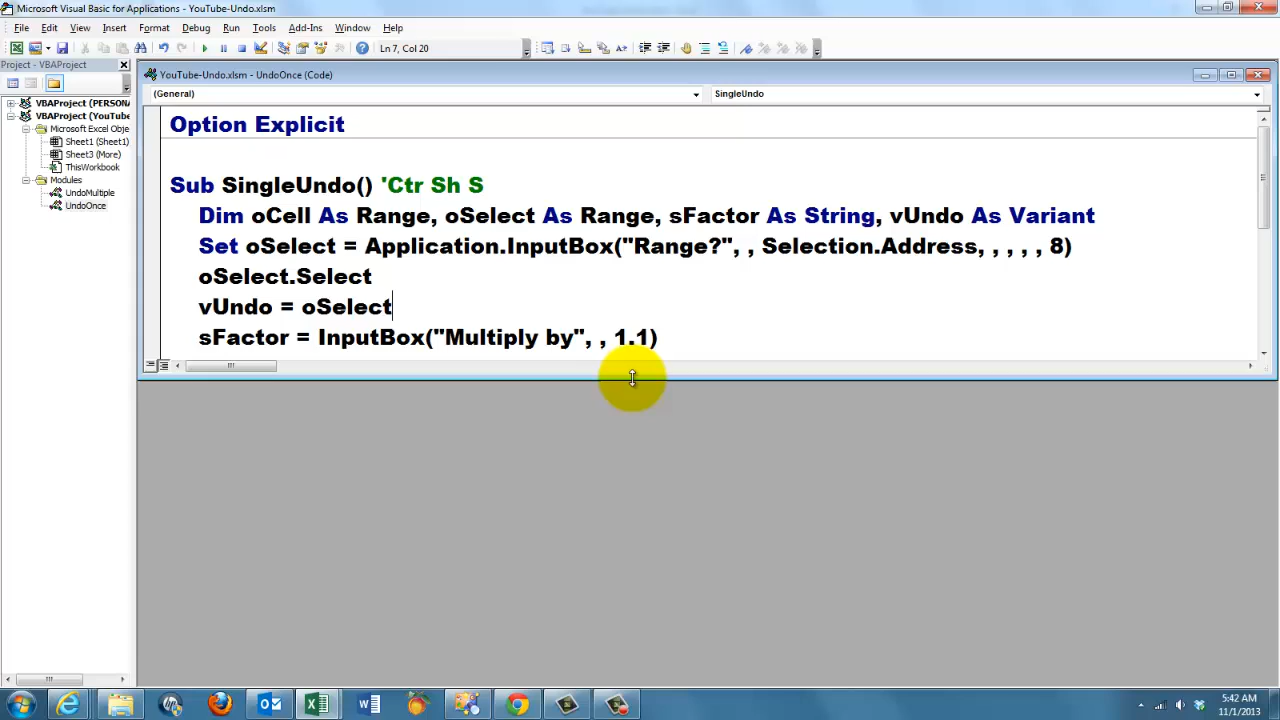 Microsoft Visual Basic for Applications - YouTube-Undo.xlsm
File Edit View Insert Format Debug Run Tools Add-Ins Window Help
Ln 7, Col 20
Project - VBAProject
VBAProject (PERSONA
VBAProject (YouTube
Microsoft Excel Obje
Sheet1 (Sheet1)
Sheet3 (More)
ThisWorkbook
Modules
UndoMultiple
UndoOnce
YouTube-Undo.xlsm - UndoOnce (Code)
(General) SingleUndo
Option Explicit
Sub SingleUndo() 'Ctr Sh S
Dim oCell As Range, oSelect As Range, sFactor As String, vUndo As Variant
Set oSelect = Application.InputBox("Range?", , Selection.Address, , , , , 8)
oSelect.Select
vUndo = oSelect
sFactor = InputBox("Multiply by", , 1.1)
5:42 AM
11/1/2013